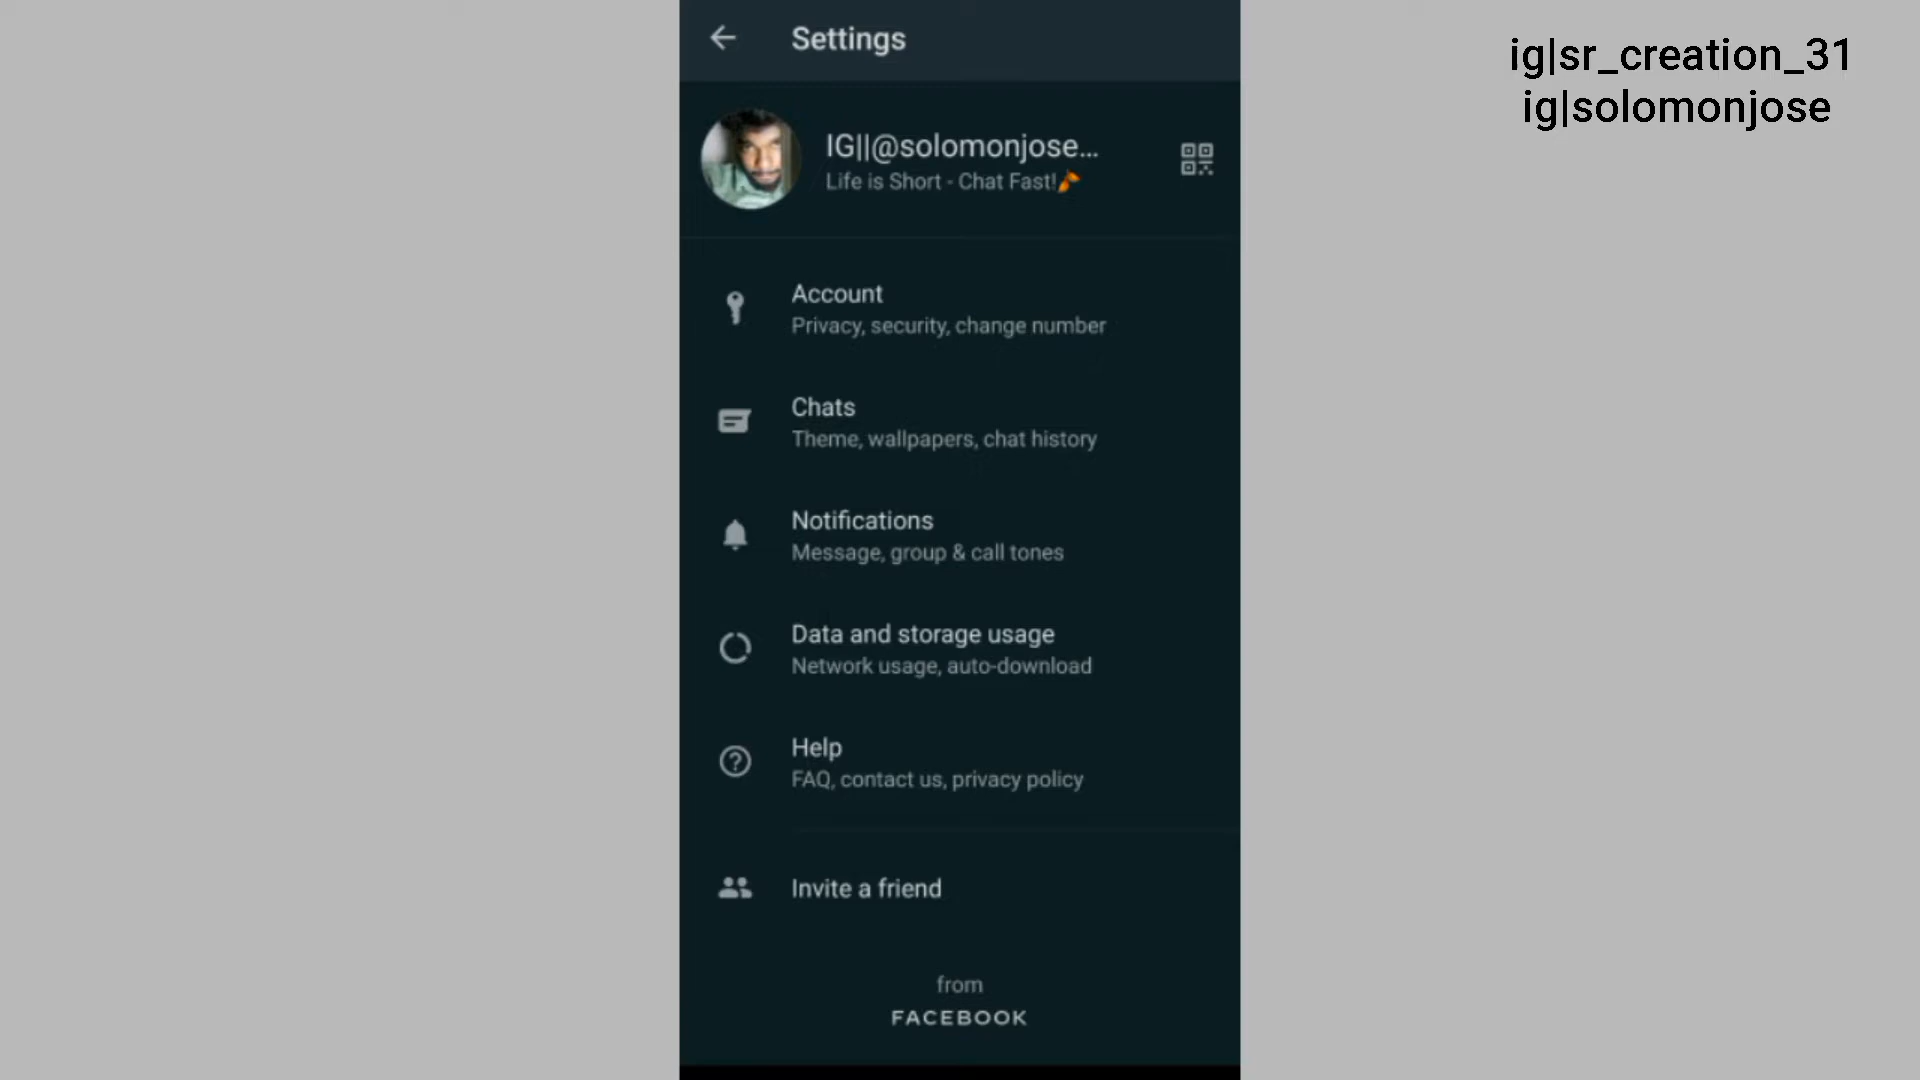 Settings
ig|sr_creation_31
ig|solomonjose
IG||@solomonjose...
Life is Short - Chat Fast!
Account
Privacy, security, change number
Chats
Theme, wallpapers, chat history
Notifications
Message, group & call tones
Data and storage usage
Network usage, auto-download
Help
FAQ, contact us, privacy policy
Invite a friend
from
FACEBOOK